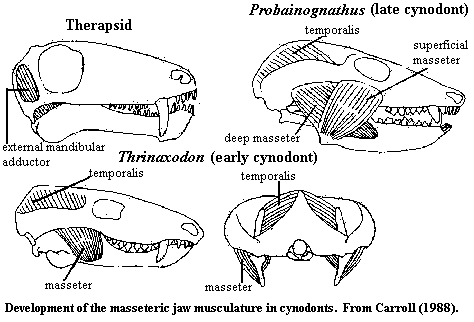 Therapsid
Probainognathus (late cynodont)
temporalis
superficial
masseter
deep masseter
external mandibular
adductor
Thrinaxodon (early cynodont)
temporalis
temporalis
masseter
masseter
Development of the masseteric jaw musculature in cynodonts. From Carroll (1988).